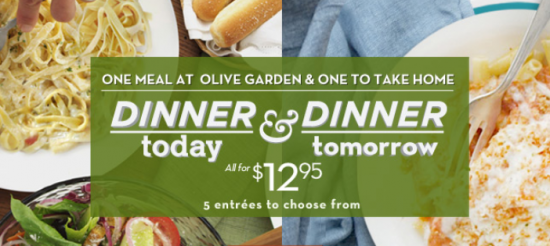 ONE MEAL AT OLIVE GARDEN & ONE TO TAKE HOME
DINNER & DINNER
today tomorrow
All for $12.95
5 entrées to choose from